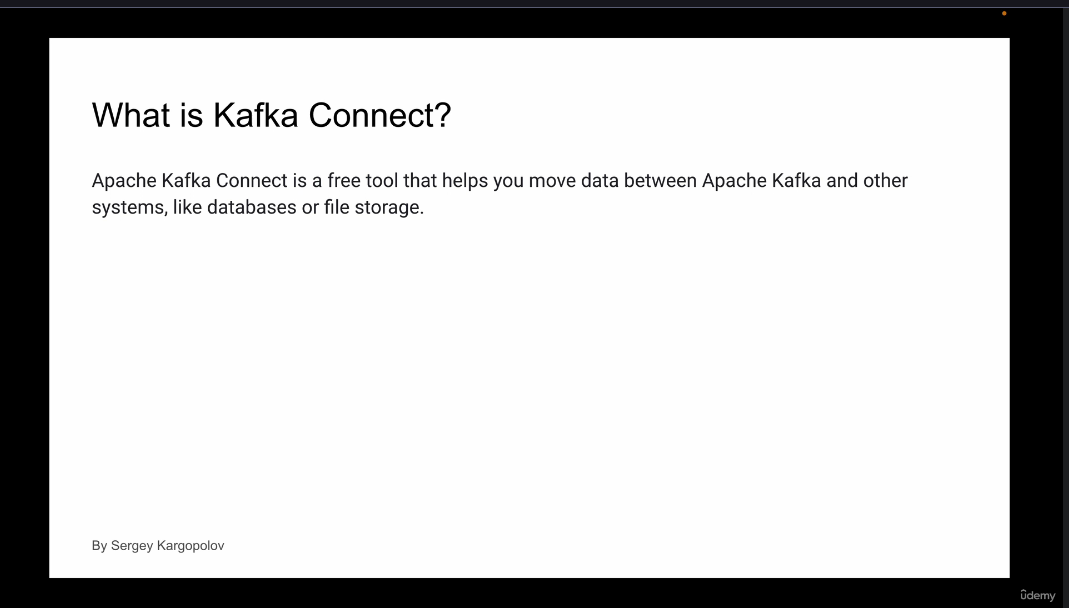 What is Kafka Connect?
Apache Kafka Connect is a free tool that helps you move data between Apache Kafka and other
systems, like databases or file storage.
By Sergey Kargopolov
ûdemy